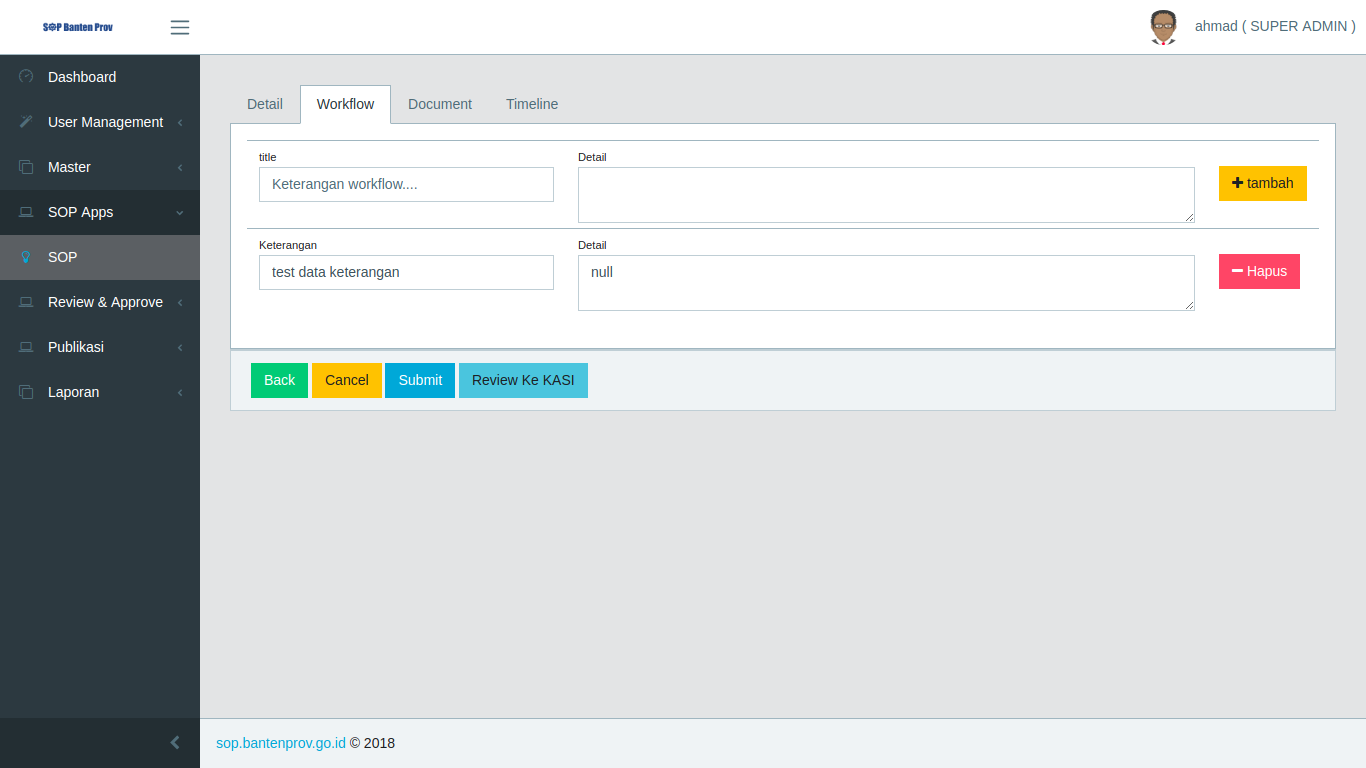 SOP Banten Prov
ahmad ( SUPER ADMIN )
Dashboard
User Management
Master
SOP Apps
SOP
Review & Approve
Publikasi
Laporan
Detail Workflow Document Timeline
title Detail
Keterangan workflow....
tambah
Keterangan Detail
test data keterangan null
Hapus
Back Cancel Submit Review Ke KASI
sop.bantenprov.go.id © 2018